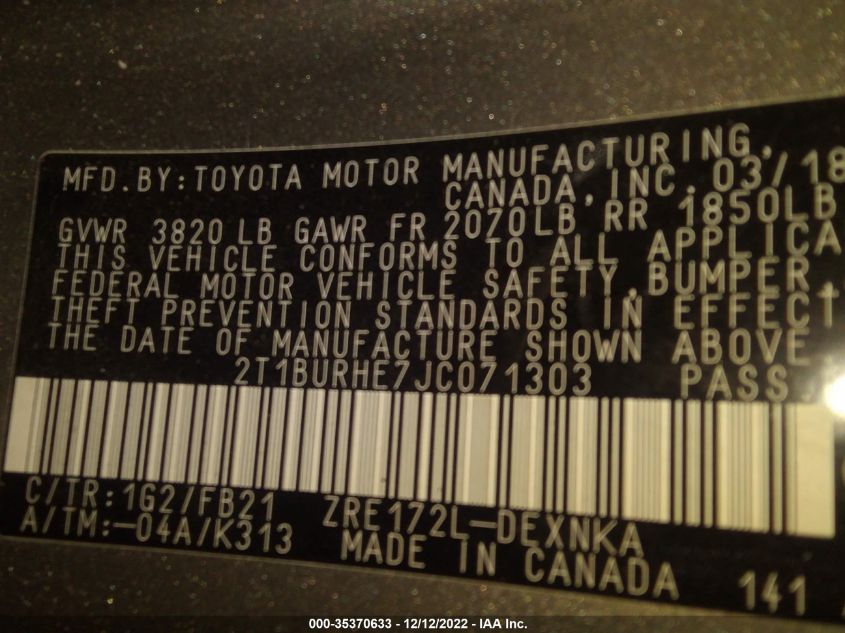 MFD.BY:TOYOTA MOTOR MANUFACTURING,
CANADA,INC. 03/18
GVWR 3820 LB GAWR FR 2070LB RR 1850LB
THIS VEHICLE CONFORMS TO ALL APPLICA
FEDERAL MOTOR VEHICLE SAFETY,BUMPER,
THEFT PREVENTION STANDARDS IN EFFECT
THE DATE OF MANUFACTURE SHOWN ABOVE
2T1BURHE7JC071303 PASS.
C/TR:1G2/FB21 ZRE172L-DEXNKA
A/TM:-04A/K313 MADE IN CANADA 141
000-35370633 - 12/12/2022 - IAA Inc.